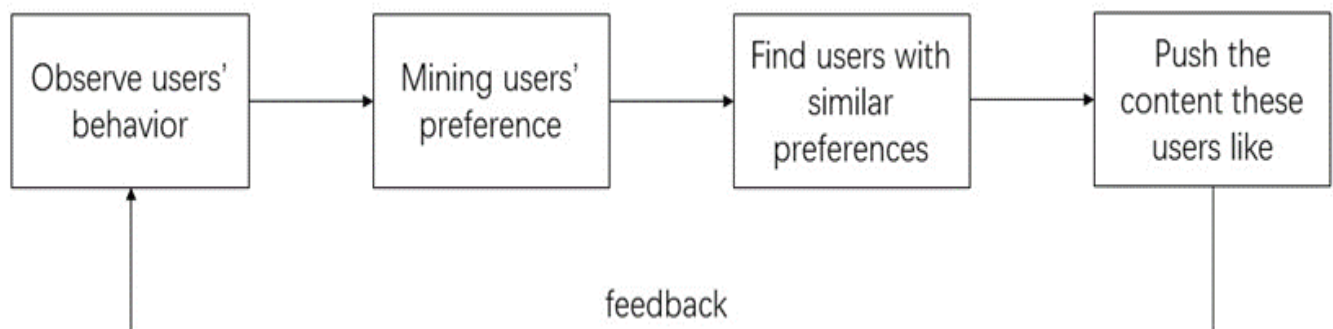 Observe users’
behavior
Mining users’
preference
Find users with
similar
preferences
Push the
content these
users like
feedback